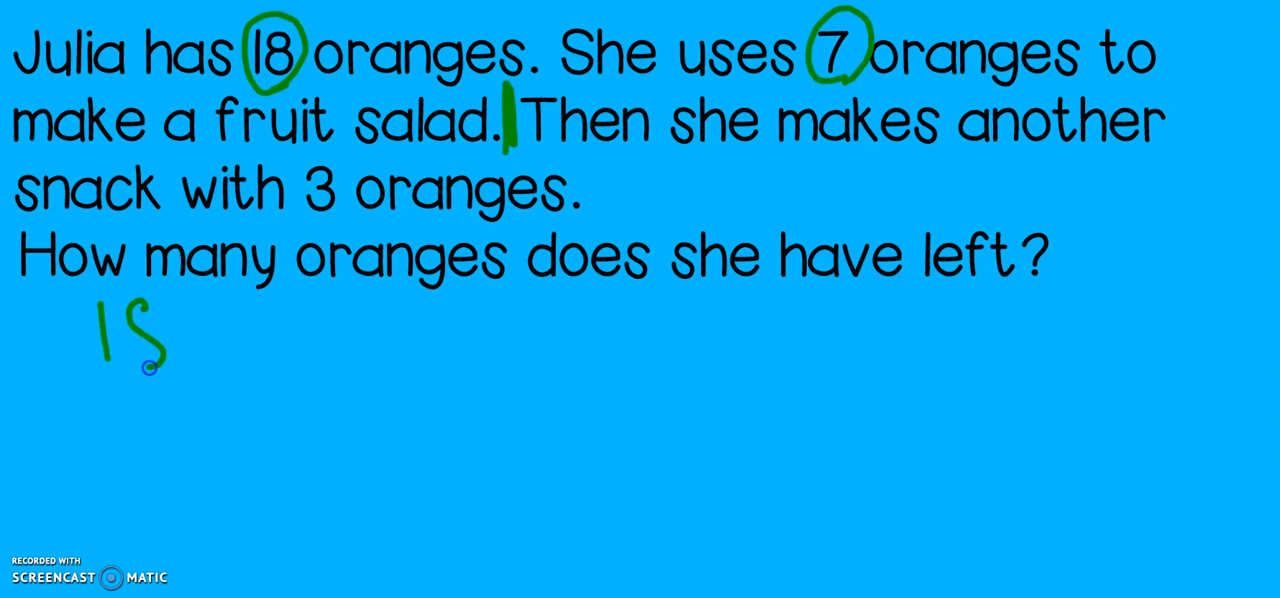 Julia has 18 oranges. She uses 7 oranges to
make a fruit salad. Then she makes another
snack with 3 oranges.
How many oranges does she have left?
RECORDED WITH
SCREENCAST MATIC